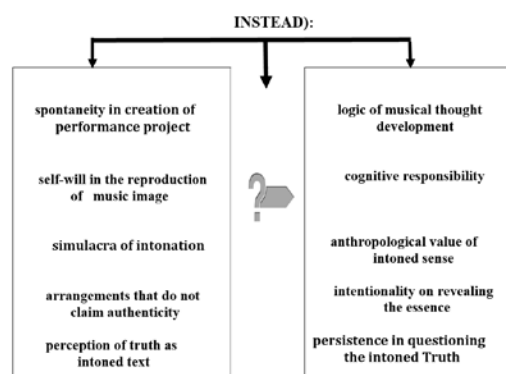 INSTEAD):
spontaneity in creation of
performance project
self-will in the reproduction
of music image
simulacra of intonation
arrangements that do not
claim authenticity
perception of truth as
intoned text
?
logic of musical thought
development
cognitive responsibility
anthropological value of
intoned sense
intentionality on revealing
the essence
persistence in questioning
the intoned Truth